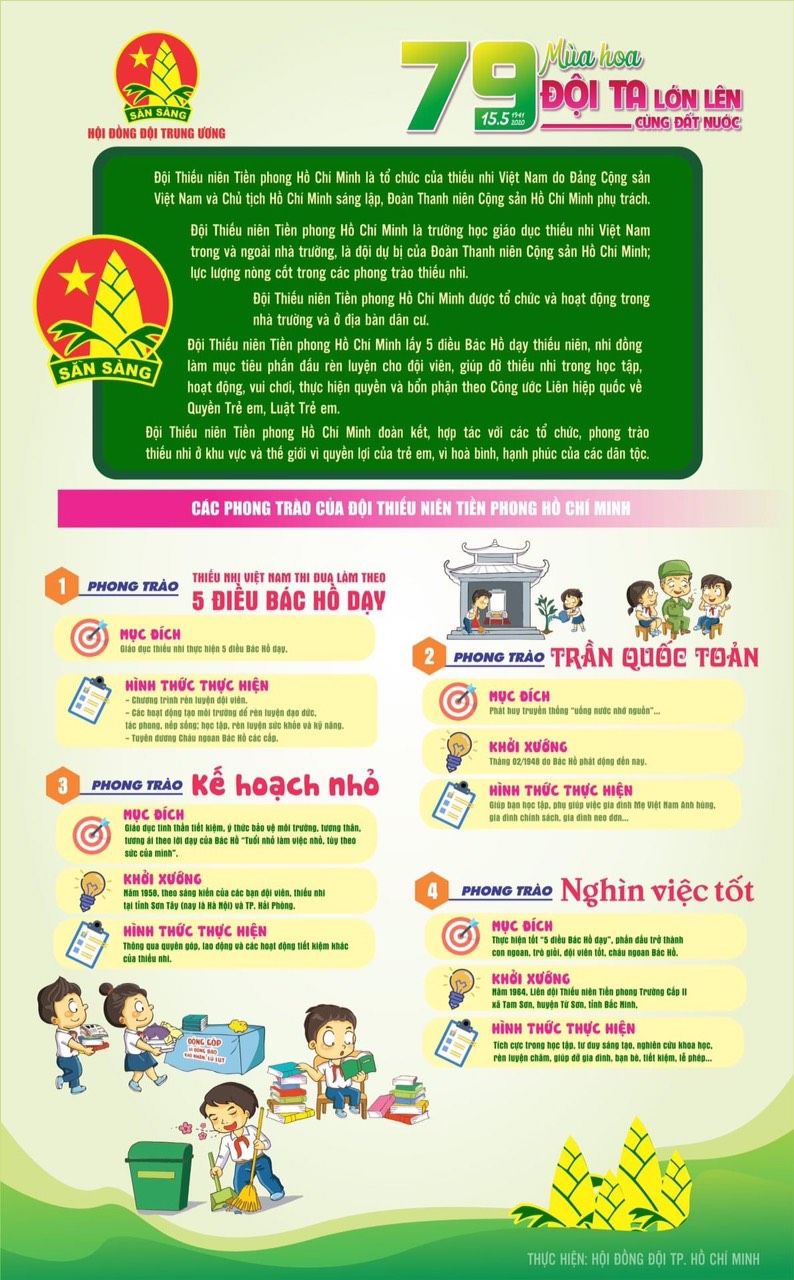 SẴN SÀNG
HỘI ĐỒNG ĐỘI TRUNG ƯƠNG
79 Mùa hoa
15.5 1941 2020
ĐỘI TA LỚN LÊN
CÙNG ĐẤT NƯỚC
Đội Thiếu niên Tiền phong Hồ Chí Minh là tổ chức của thiếu nhi Việt Nam do Đảng Cộng sản
Việt Nam và Chủ tịch Hồ Chí Minh sáng lập, Đoàn Thanh niên Cộng sản Hồ Chí Minh phụ trách.
Đội Thiếu niên Tiền phong Hồ Chí Minh là trường học giáo dục thiếu nhi Việt Nam
trong và ngoài nhà trường, là đội dự bị của Đoàn Thanh niên Cộng sản Hồ Chí Minh;
lực lượng nòng cốt trong các phong trào thiếu nhi.
Đội Thiếu niên Tiền phong Hồ Chí Minh được tổ chức và hoạt động trong
nhà trường và ở địa bàn dân cư.
Đội Thiếu niên Tiền phong Hồ Chí Minh lấy 5 điều Bác Hồ dạy thiếu niên, nhi đồng
làm mục tiêu phấn đấu rèn luyện cho đội viên, giúp đỡ thiếu nhi trong học tập,
hoạt động, vui chơi, thực hiện quyền và bổn phận theo Công ước Liên hiệp quốc về
Quyền Trẻ em, Luật Trẻ em.
Đội Thiếu niên Tiền phong Hồ Chí Minh đoàn kết, hợp tác với các tổ chức, phong trào
thiếu nhi ở khu vực và thế giới vì quyền lợi của trẻ em, vì hoà bình, hạnh phúc của các dân tộc.
SẴN SÀNG
CÁC PHONG TRÀO CỦA ĐỘI THIẾU NIÊN TIỀN PHONG HỒ CHÍ MINH
1 PHONG TRÀO THIẾU NHI VIỆT NAM THI ĐUA LÀM THEO
5 ĐIỀU BÁC HỒ DẠY
MỤC ĐÍCH
Giáo dục thiếu nhi thực hiện 5 điều Bác Hồ dạy.
HÌNH THỨC THỰC HIỆN
- Chương trình rèn luyện đội viên.
- Các hoạt động tạo môi trường để rèn luyện đạo đức,
tác phong, nếp sống; học tập, rèn luyện sức khỏe và kỹ năng.
- Tuyên dương Cháu ngoan Bác Hồ các cấp.
2 PHONG TRÀO TRẦN QUỐC TOẢN
MỤC ĐÍCH
Phát huy truyền thống "uống nước nhớ nguồn"...
KHỞI XƯỚNG
Tháng 02/1948 do Bác Hồ phát động đến nay.
HÌNH THỨC THỰC HIỆN
Giúp bạn học tập, phụ giúp việc gia đình Mẹ Việt Nam Anh hùng,
gia đình chính sách, gia đình neo đơn...
3 PHONG TRÀO Kế hoạch nhỏ
MỤC ĐÍCH
Giáo dục tinh thần tiết kiệm, ý thức bảo vệ môi trường, tương thân,
tương ái theo lời dạy của Bác Hồ "Tuổi nhỏ làm việc nhỏ, tùy theo
sức của mình".
KHỞI XƯỚNG
Năm 1958, theo sáng kiến của các bạn đội viên, thiếu nhi
tại tỉnh Sơn Tây (nay là Hà Nội) và TP. Hải Phòng.
HÌNH THỨC THỰC HIỆN
Thông qua quyên góp, lao động và các hoạt động tiết kiệm khác
của thiếu nhi.
4 PHONG TRÀO Nghìn việc tốt
MỤC ĐÍCH
Thực hiện tốt "5 điều Bác Hồ dạy", phấn đấu trở thành
con ngoan, trò giỏi, đội viên tốt, cháu ngoan Bác Hồ.
KHỞI XƯỚNG
Năm 1964, Liên đội Thiếu niên Tiền phong Trường Cấp II
xã Tam Sơn, huyện Từ Sơn, tỉnh Bắc Ninh.
HÌNH THỨC THỰC HIỆN
Tích cực trong học tập, tư duy sáng tạo, nghiên cứu khoa học,
rèn luyện chăm, giúp đỡ gia đình, bạn bè, tiết kiệm, lễ phép...
ĐÓNG GÓP
VÌ ĐỒNG BÀO
KHÓ KHĂN, LŨ LỤT
THỰC HIỆN: HỘI ĐỒNG ĐỘI TP. HỒ CHÍ MINH